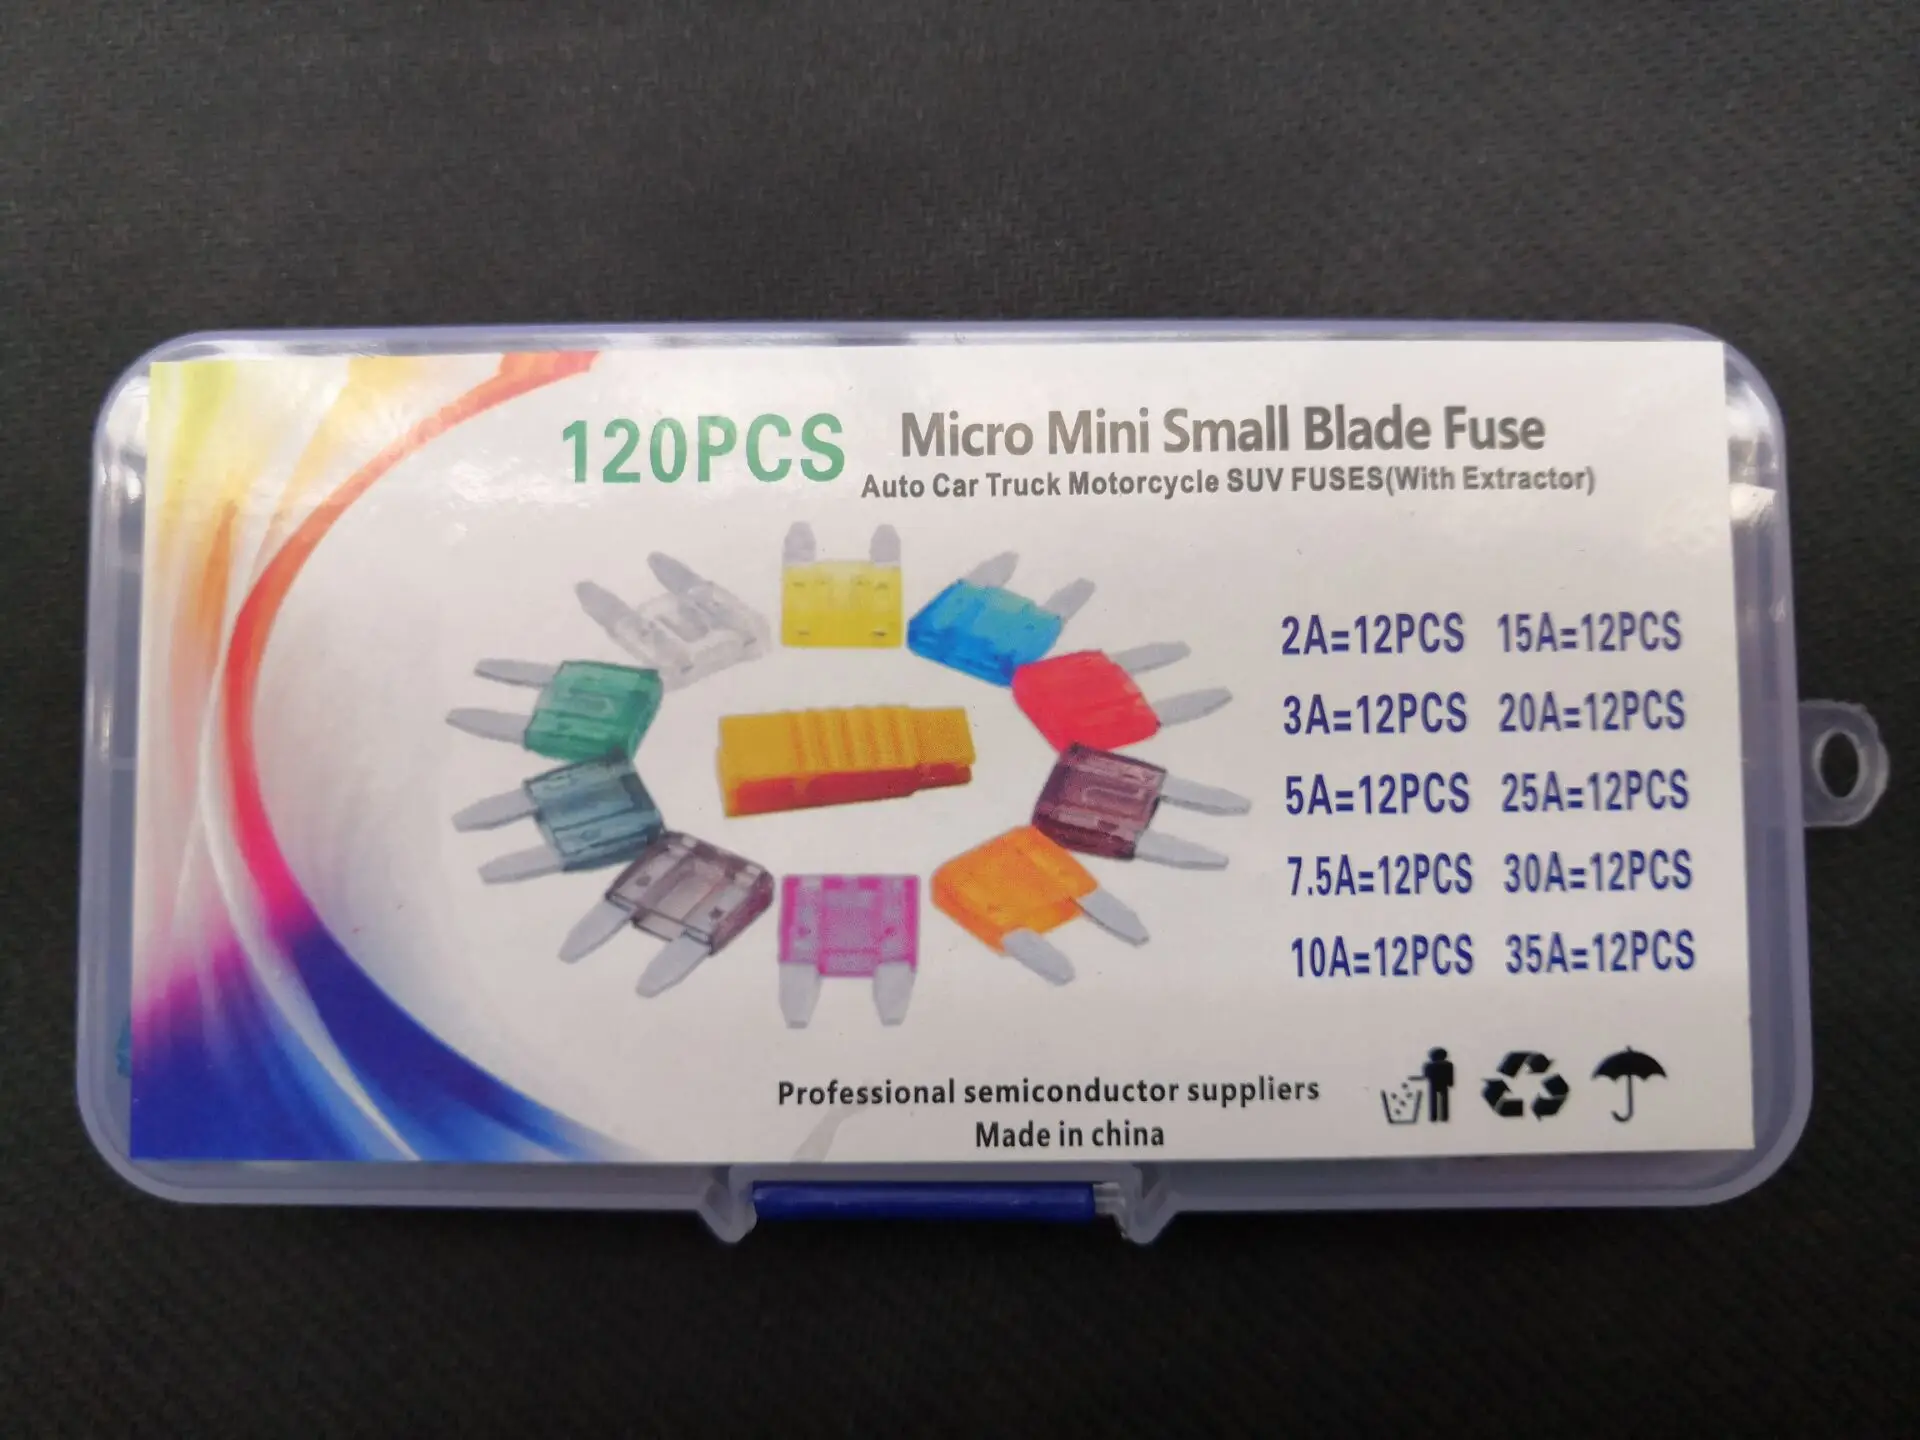 120PCS Micro Mini Small Blade Fuse
Auto Car Truck Motorcycle SUV FUSES(With Extractor)
2A=12PCS 15A=12PCS
3A=12PCS 20A=12PCS
5A=12PCS 25A=12PCS
7.5A=12PCS 30A=12PCS
10A=12PCS 35A=12PCS
Professional semiconductor suppliers
Made in china